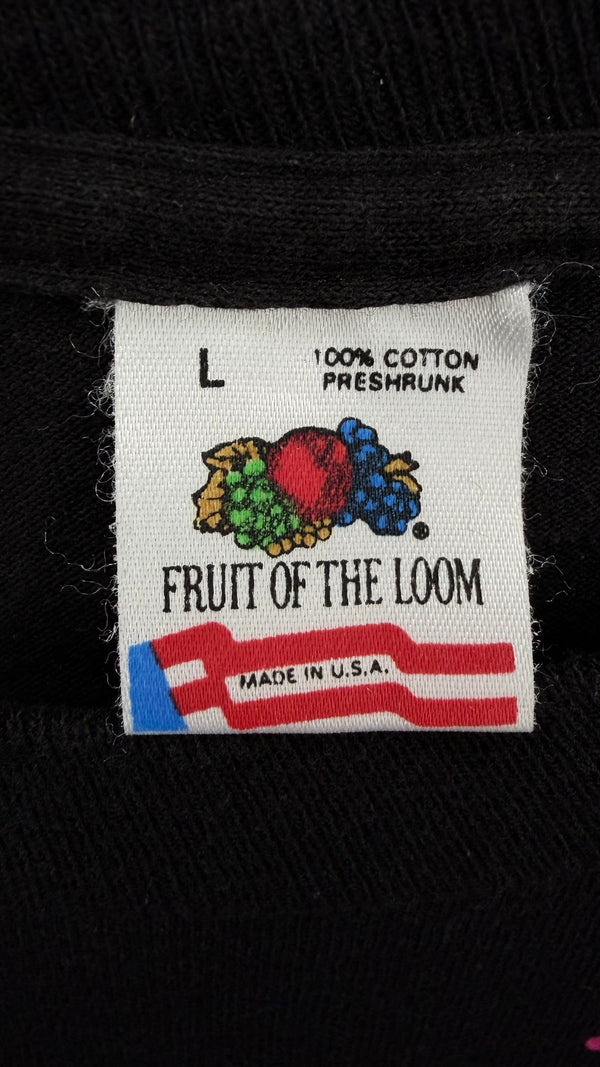 L
100% COTTON
PRESHRUNK
®
FRUIT OF THE LOOM
MADE IN U.S.A.